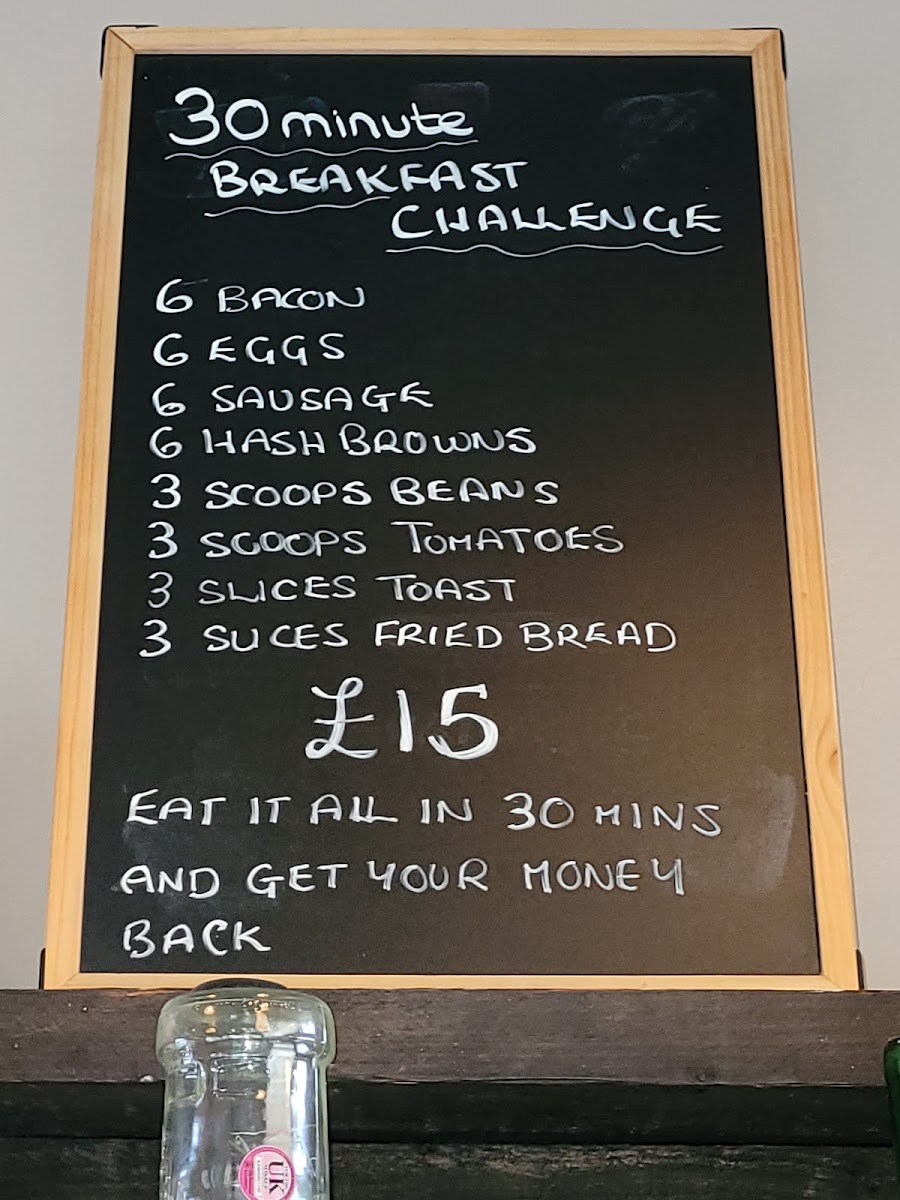 30 minute
BREAKFAST
CHALLENGE
6 BACON
6 EGGS
6 SAUSAGE
6 HASH BROWNS
3 SCOOPS BEANS
3 SCOOPS TOMATOES
3 SLICES TOAST
3 SLICES FRIED BREAD
£15
EAT IT ALL IN 30 MINS
AND GET YOUR MONEY
BACK
UK